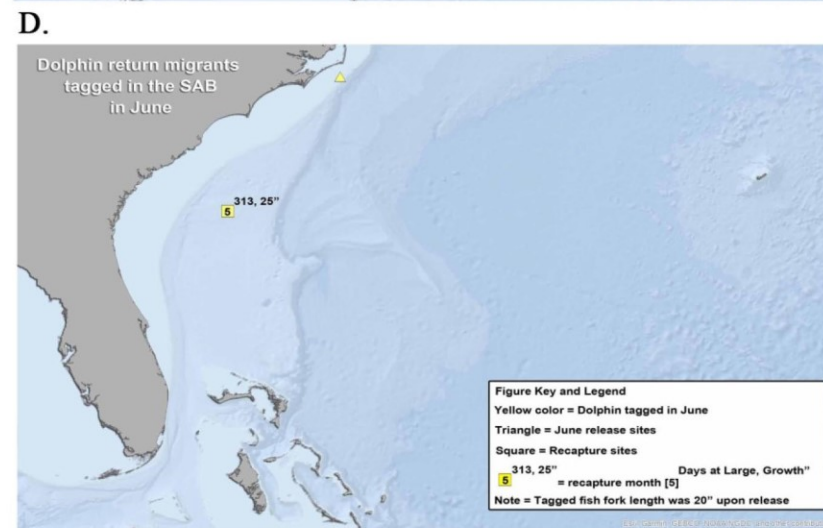 D.
Dolphin return migrants
tagged in the SAB
in June
313, 25"
5
Figure Key and Legend
Yellow color = Dolphin tagged in June
Triangle = June release sites
Square = Recapture sites
313, 25" Days at Large, Growth"
5 = recapture month [5]
Note = Tagged fish fork length was 20" upon release